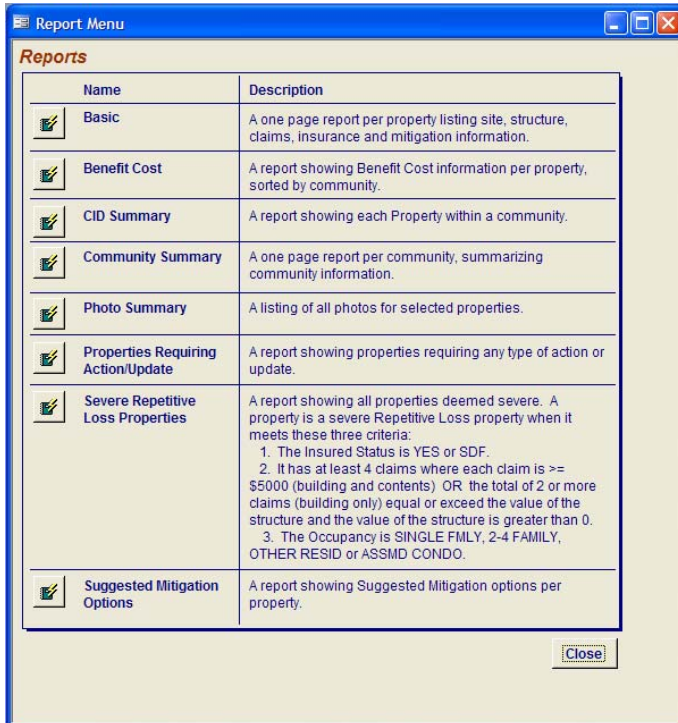 Report Menu
Reports
Name Description
Basic
A one page report per property listing site, structure,
claims, insurance and mitigation information.
Benefit Cost
A report showing Benefit Cost information per property,
sorted by community.
CID Summary
A report showing each Property within a community.
Community Summary
A one page report per community, summarizing
community information.
Photo Summary
A listing of all photos for selected properties.
Properties Requiring
Action/Update
A report showing properties requiring any type of action or
update.
Severe Repetitive
Loss Properties
A report showing all properties deemed severe. A
property is a severe Repetitive Loss property when it
meets these three criteria:
1. The Insured Status is YES or SDF.
2. It has at least 4 claims where each claim is >=
$5000 (building and contents) OR the total of 2 or more
claims (building only) equal or exceed the value of the
structure and the value of the structure is greater than 0.
3. The Occupancy is SINGLE FMLY, 2-4 FAMILY,
OTHER RESID or ASSMD CONDO.
Suggested Mitigation
Options
A report showing Suggested Mitigation options per
property.
Close